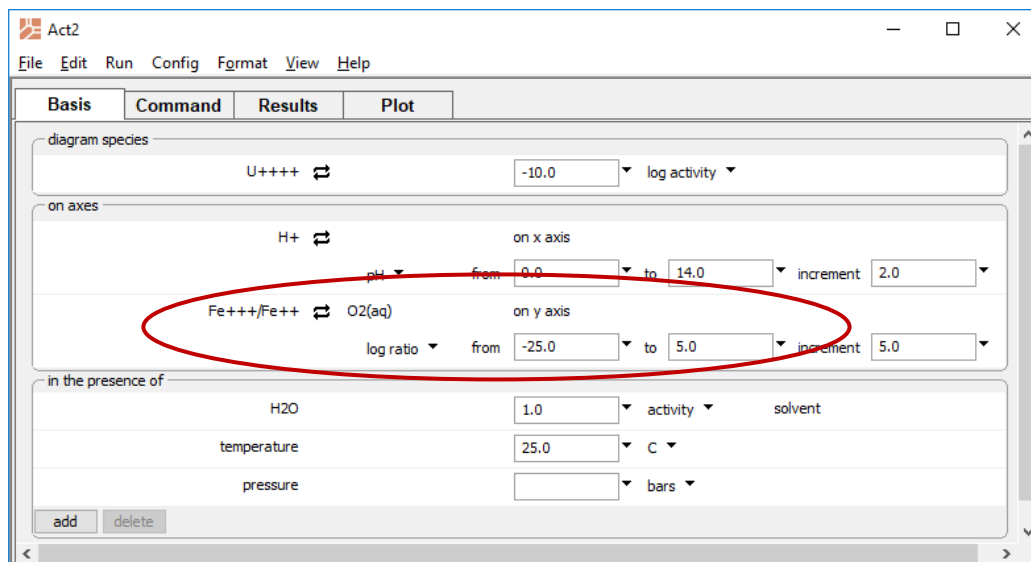 Act2
File Edit Run Config Format View Help
Basis Command Results Plot
diagram species
U++++ -10.0 log activity
on axes
H+ on x axis
pH from 0.0 to 14.0 increment 2.0
Fe+++/Fe++ O2(aq) on y axis
log ratio from -25.0 to 5.0 increment 5.0
in the presence of
H2O 1.0 activity solvent
temperature 25.0 C
pressure bars
add delete